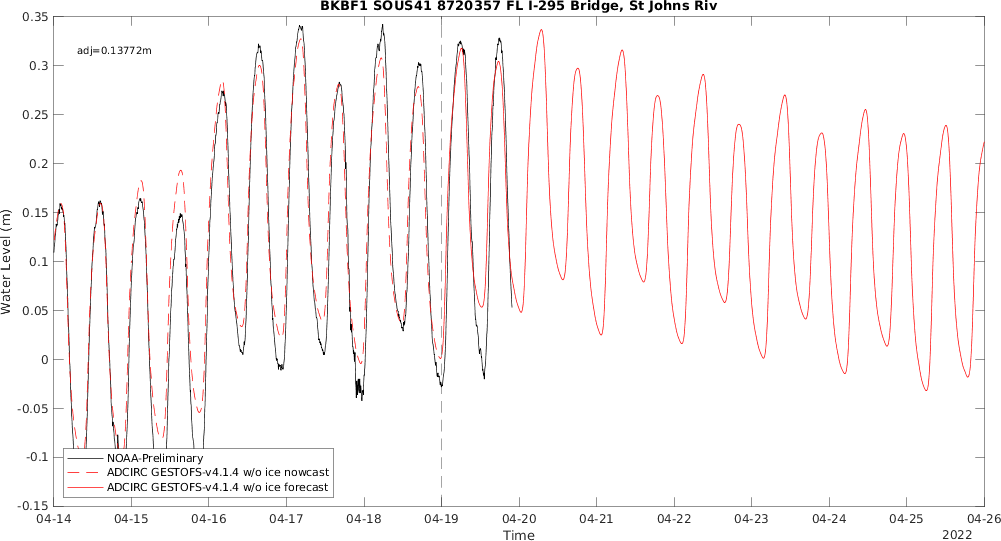 BKBF1 SOUS41 8720357 FL I-295 Bridge, St Johns Riv
adj=0.13772m
0.35
0.3
0.25
0.2
0.15
0.1
0.05
0
-0.05
-0.1
-0.15
Water Level (m)
NOAA-Preliminary
ADCIRC GESTOFS-v4.1.4 w/o ice nowcast
ADCIRC GESTOFS-v4.1.4 w/o ice forecast
04-14 04-15 04-16 04-17 04-18 04-19 04-20 04-21 04-22 04-23 04-24 04-25 04-26
Time
2022